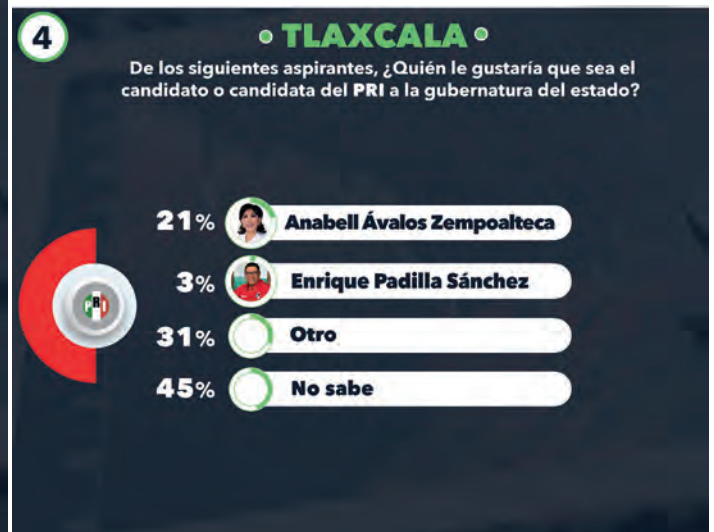 4
• TLAXCALA •
De los siguientes aspirantes, ¿Quién le gustaría que sea el
candidato o candidata del PRI a la gubernatura del estado?
21% Anabell Ávalos Zempoalteca
3% Enrique Padilla Sánchez
PRI
31% Otro
45% No sabe